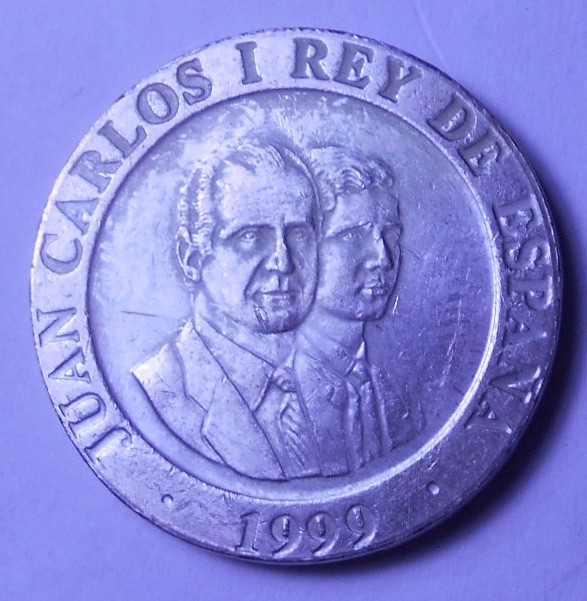 JUAN CARLOS I REY DE ESPAÑA
· 1999 ·